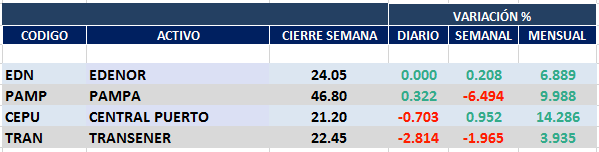 VARIACIÓN %
CODIGO ACTIVO CIERRE SEMANA DIARIO SEMANAL MENSUAL
EDN EDENOR 24.05 0.000 0.208 6.889
PAMP PAMPA 46.80 0.322 -6.494 9.988
CEPU CENTRAL PUERTO 21.20 -0.703 0.952 14.286
TRAN TRANSENER 22.45 -2.814 -1.965 3.935